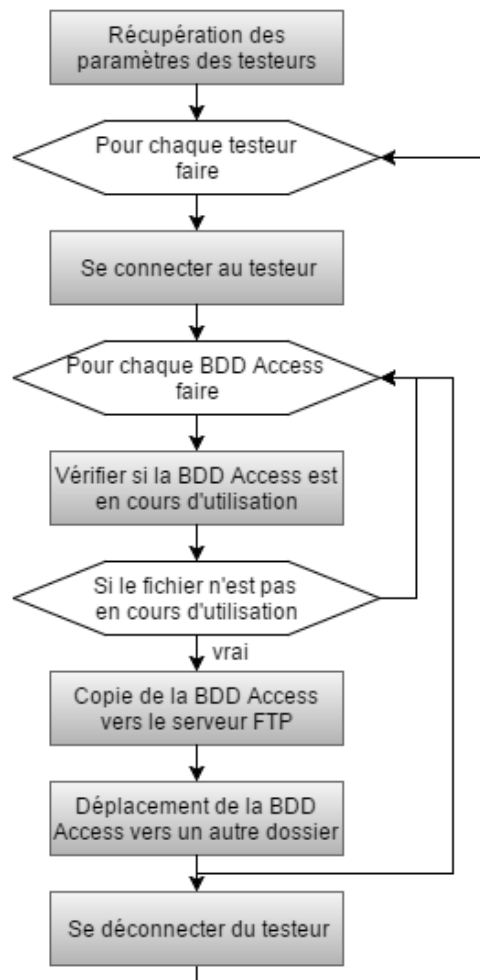 Récupération des
paramètres des testeurs
Pour chaque testeur
faire
Se connecter au testeur
Pour chaque BDD Access
faire
Vérifier si la BDD Access est
en cours d'utilisation
Si le fichier n'est pas
en cours d'utilisation
vrai
Copie de la BDD Access
vers le serveur FTP
Déplacement de la BDD
Access vers un autre dossier
Se déconnecter du testeur